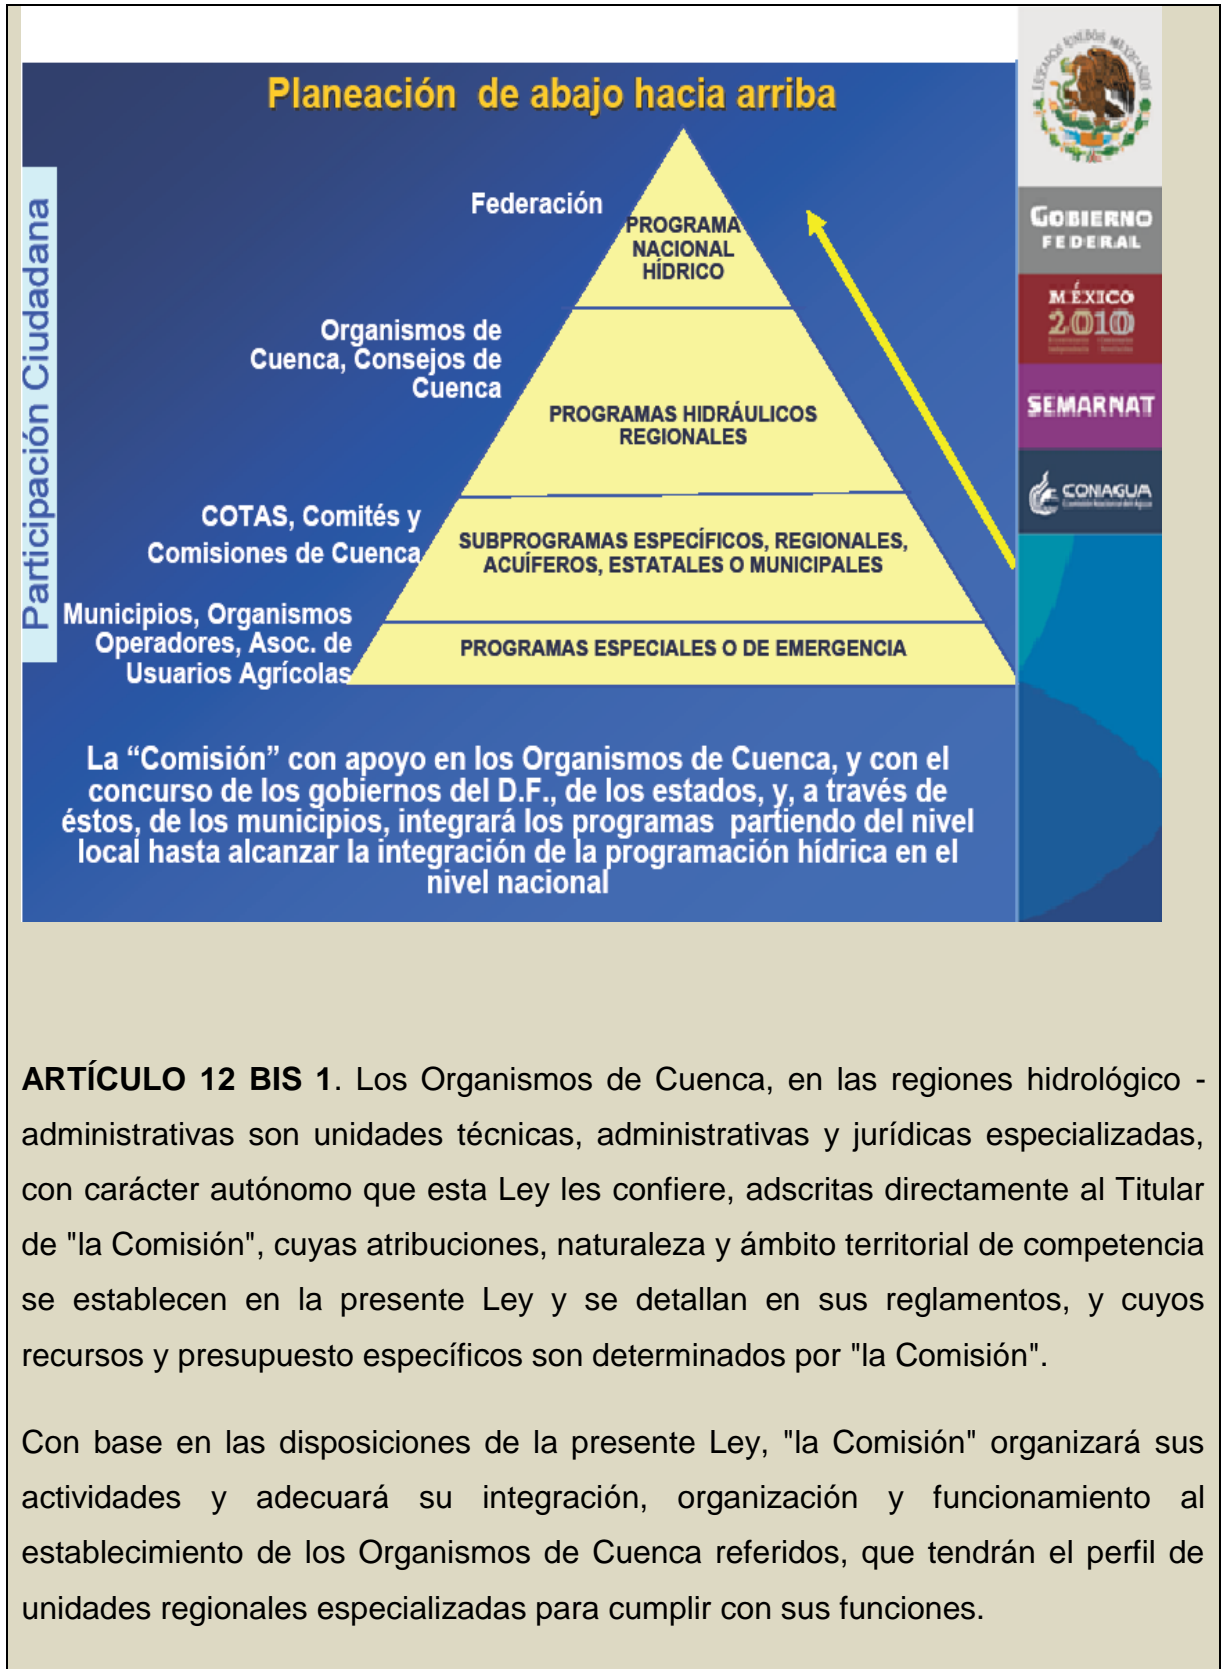 Planeación de abajo hacia arriba
Participación Ciudadana
Federación
PROGRAMA
NACIONAL
HÍDRICO
Organismos de
Cuenca, Consejos de
Cuenca
PROGRAMAS HIDRÁULICOS
REGIONALES
COTAS, Comités y
Comisiones de Cuenca
SUBPROGRAMAS ESPECÍFICOS, REGIONALES,
ACUÍFEROS, ESTATALES O MUNICIPALES
Municipios, Organismos
Operadores, Asoc. de
Usuarios Agrícolas
PROGRAMAS ESPECIALES O DE EMERGENCIA
La “Comisión” con apoyo en los Organismos de Cuenca, y con el
concurso de los gobiernos del D.F., de los estados, y, a través de
éstos, de los municipios, integrará los programas partiendo del nivel
local hasta alcanzar la integración de la programación hídrica en el
nivel nacional
ESTADOS UNIDOS MEXICANOS
GOBIERNO
FEDERAL
MÉXICO
2010
SEMARNAT
CONAGUA
Comisión Nacional del Agua
ARTÍCULO 12 BIS 1. Los Organismos de Cuenca, en las regiones hidrológico -
administrativas son unidades técnicas, administrativas y jurídicas especializadas,
con carácter autónomo que esta Ley les confiere, adscritas directamente al Titular
de "la Comisión", cuyas atribuciones, naturaleza y ámbito territorial de competencia
se establecen en la presente Ley y se detallan en sus reglamentos, y cuyos
recursos y presupuesto específicos son determinados por "la Comisión".
Con base en las disposiciones de la presente Ley, "la Comisión" organizará sus
actividades y adecuará su integración, organización y funcionamiento al
establecimiento de los Organismos de Cuenca referidos, que tendrán el perfil de
unidades regionales especializadas para cumplir con sus funciones.